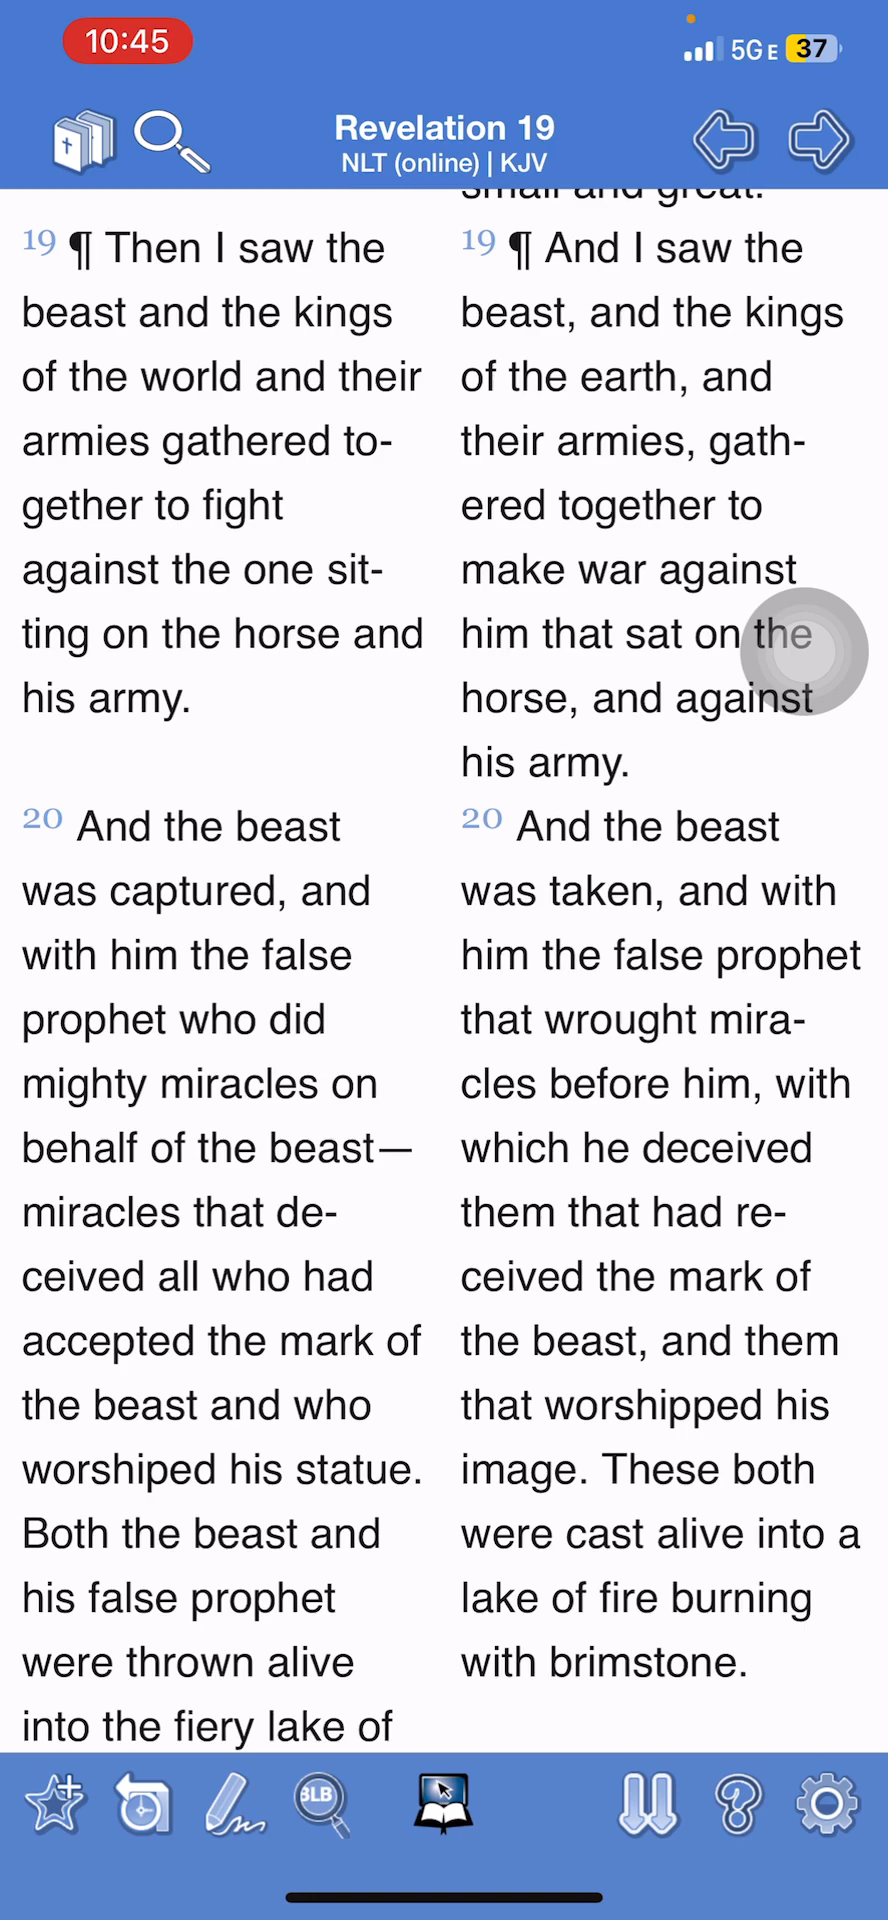 10:45
5GE 37
Revelation 19
NLT (online) | KJV
small and great.
19 ¶ Then I saw the
beast and the kings
of the world and their
armies gathered to-
gether to fight
against the one sit-
ting on the horse and
his army.
20 And the beast
was captured, and
with him the false
prophet who did
mighty miracles on
behalf of the beast—
miracles that de-
ceived all who had
accepted the mark of
the beast and who
worshiped his statue.
Both the beast and
his false prophet
were thrown alive
into the fiery lake of
19 ¶ And I saw the
beast, and the kings
of the earth, and
their armies, gath-
ered together to
make war against
him that sat on the
horse, and against
his army.
20 And the beast
was taken, and with
him the false prophet
that wrought mira-
cles before him, with
which he deceived
them that had re-
ceived the mark of
the beast, and them
that worshipped his
image. These both
were cast alive into a
lake of fire burning
with brimstone.
BLB